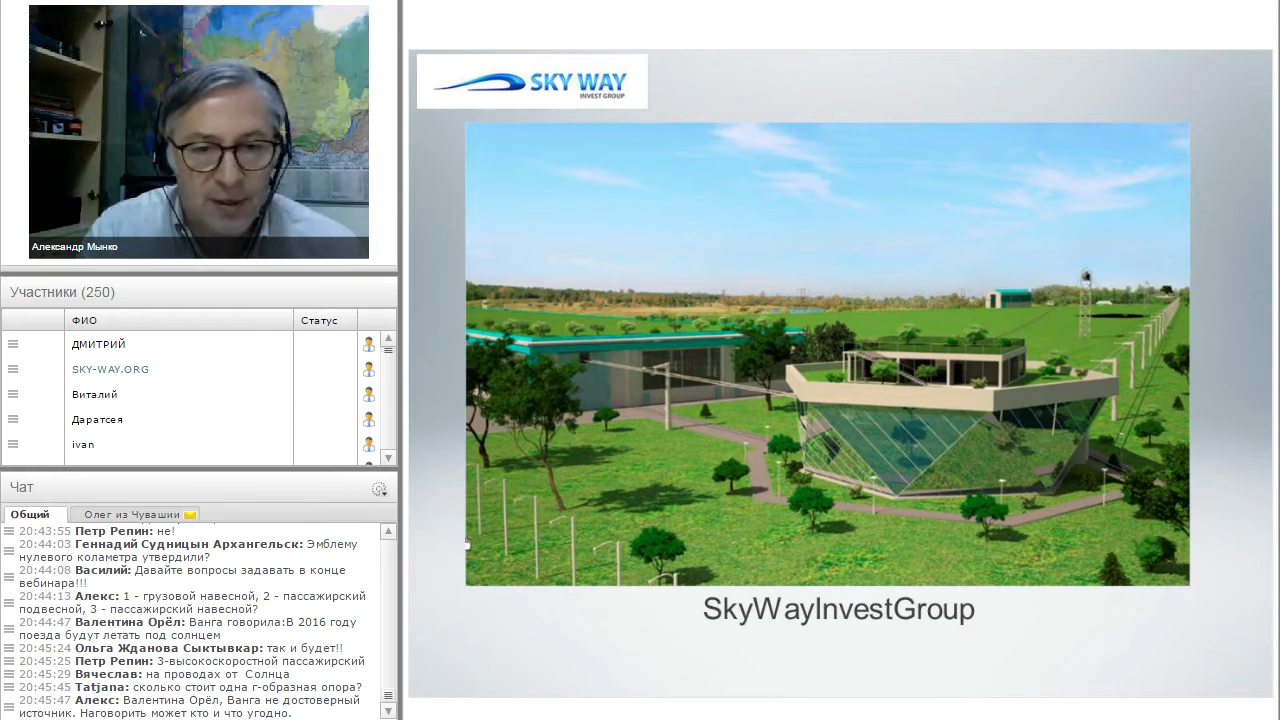 Александр Мынко
Участники (250)
ФИО
Статус
ДМИТРИЙ
SKY-WAY.ORG
Виталий
Даратсея
ivan
Чат
Общий
Олег из Чувашии
20:43:55 Петр Репин: не!
20:44:03 Геннадий Судницын Архангельск: Эмблему
нулевого коламетра утвердили?
20:44:08 Василий: Давайте вопросы задавать в конце
вебинара!!!
20:44:13 Алекс: 1 - грузовой навесной, 2 - пассажирский
подвесной, 3 - пассажирский навесной?
20:44:47 Валентина Орёл: Ванга говорила:В 2016 году
поезда будут летать под солнцем
20:45:24 Ольга Жданова Сыктывкар: так и будет!!
20:45:25 Петр Репин: 3-высокоскоростной пассажирский
20:45:29 Вячеслав: на проводах от Солнца
20:45:45 Tatjana: сколько стоит одна г-образная опора?
20:45:47 Алекс: Валентина Орёл, Ванга не достоверный
источник. Наговорить может кто и что угодно.
SKY WAY
INVEST GROUP
SkyWayInvestGroup